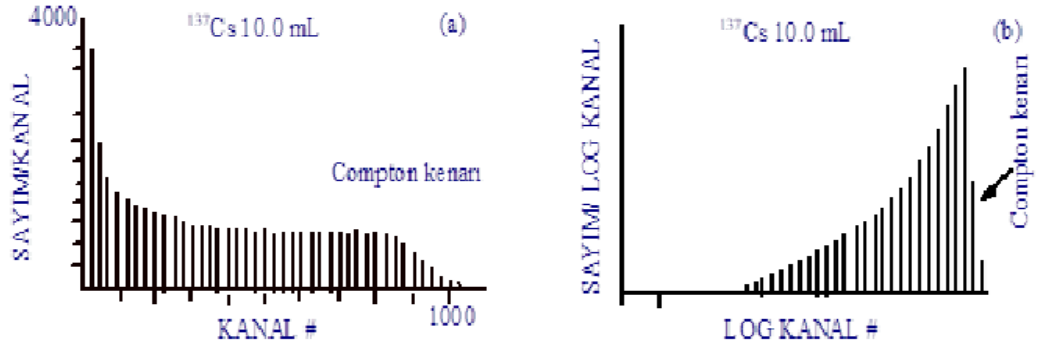 4000
¹³⁷Cs 10.0 mL
(a)
SAYIM/KANAL
Compton kenarı
KANAL #
1000
¹³⁷Cs 10.0 mL
(b)
SAYIM/ LOG KANAL
Compton kenarı
LOG KANAL #